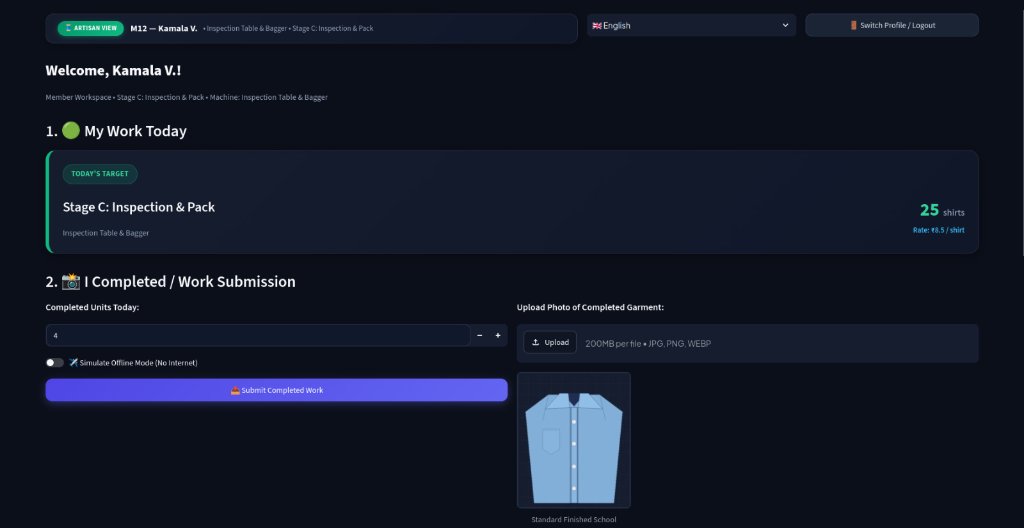 ⏳ ARTISAN VIEW M12 — Kamala V. • Inspection Table & Bagger • Stage C: Inspection & Pack
🇬🇧 English
🚪 Switch Profile / Logout
Welcome, Kamala V.!
Member Workspace • Stage C: Inspection & Pack • Machine: Inspection Table & Bagger
1. 🟢 My Work Today
TODAY'S TARGET
Stage C: Inspection & Pack
25 shirts
Inspection Table & Bagger
Rate: ₹8.5 / shirt
2. 📸 I Completed / Work Submission
Completed Units Today:
4
− +
✈️ Simulate Offline Mode (No Internet)
📤 Submit Completed Work
Upload Photo of Completed Garment:
Upload
200MB per file • JPG, PNG, WEBP
Standard Finished School